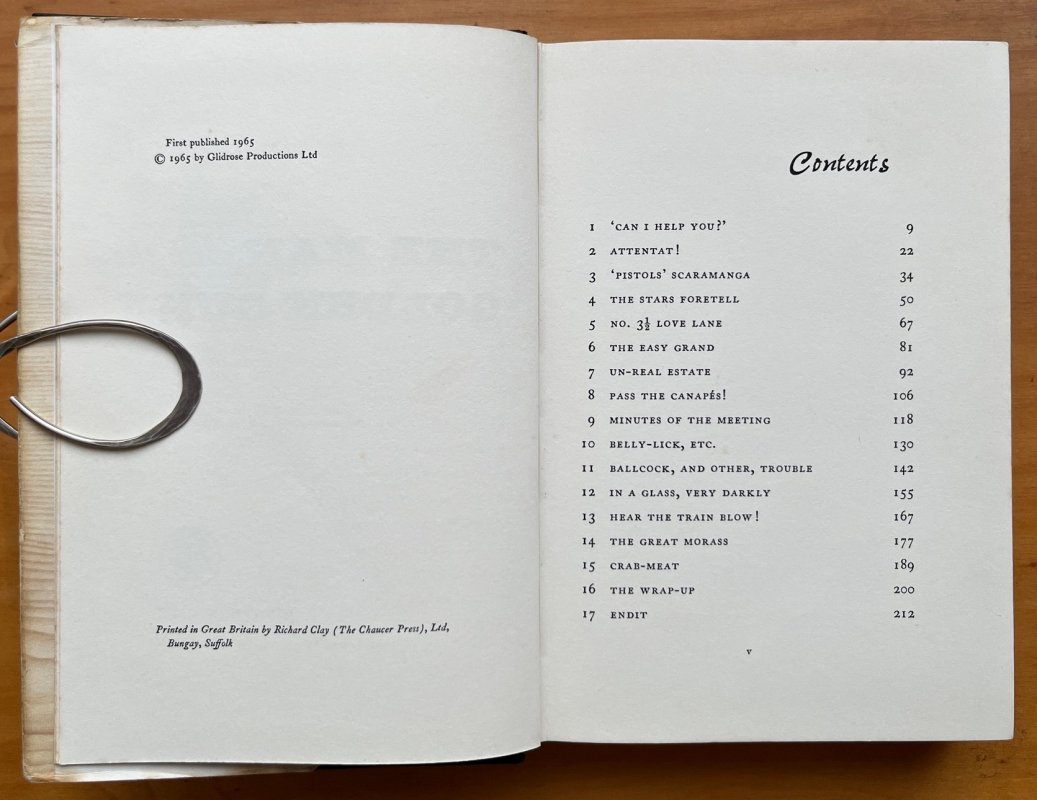 First published 1965
© 1965 by Glidrose Productions Ltd
Printed in Great Britain by Richard Clay (The Chaucer Press), Ltd,
Bungay, Suffolk
Contents
1 ‘CAN I HELP YOU?’ 9
2 ATTENTAT! 22
3 ‘PISTOLS’ SCARAMANGA 34
4 THE STARS FORETELL 50
5 NO. 3½ LOVE LANE 67
6 THE EASY GRAND 81
7 UN-REAL ESTATE 92
8 PASS THE CANAPÉS! 106
9 MINUTES OF THE MEETING 118
10 BELLY-LICK, ETC. 130
11 BALLCOCK, AND OTHER, TROUBLE 142
12 IN A GLASS, VERY DARKLY 155
13 HEAR THE TRAIN BLOW! 167
14 THE GREAT MORASS 177
15 CRAB-MEAT 189
16 THE WRAP-UP 200
17 ENDIT 212
v